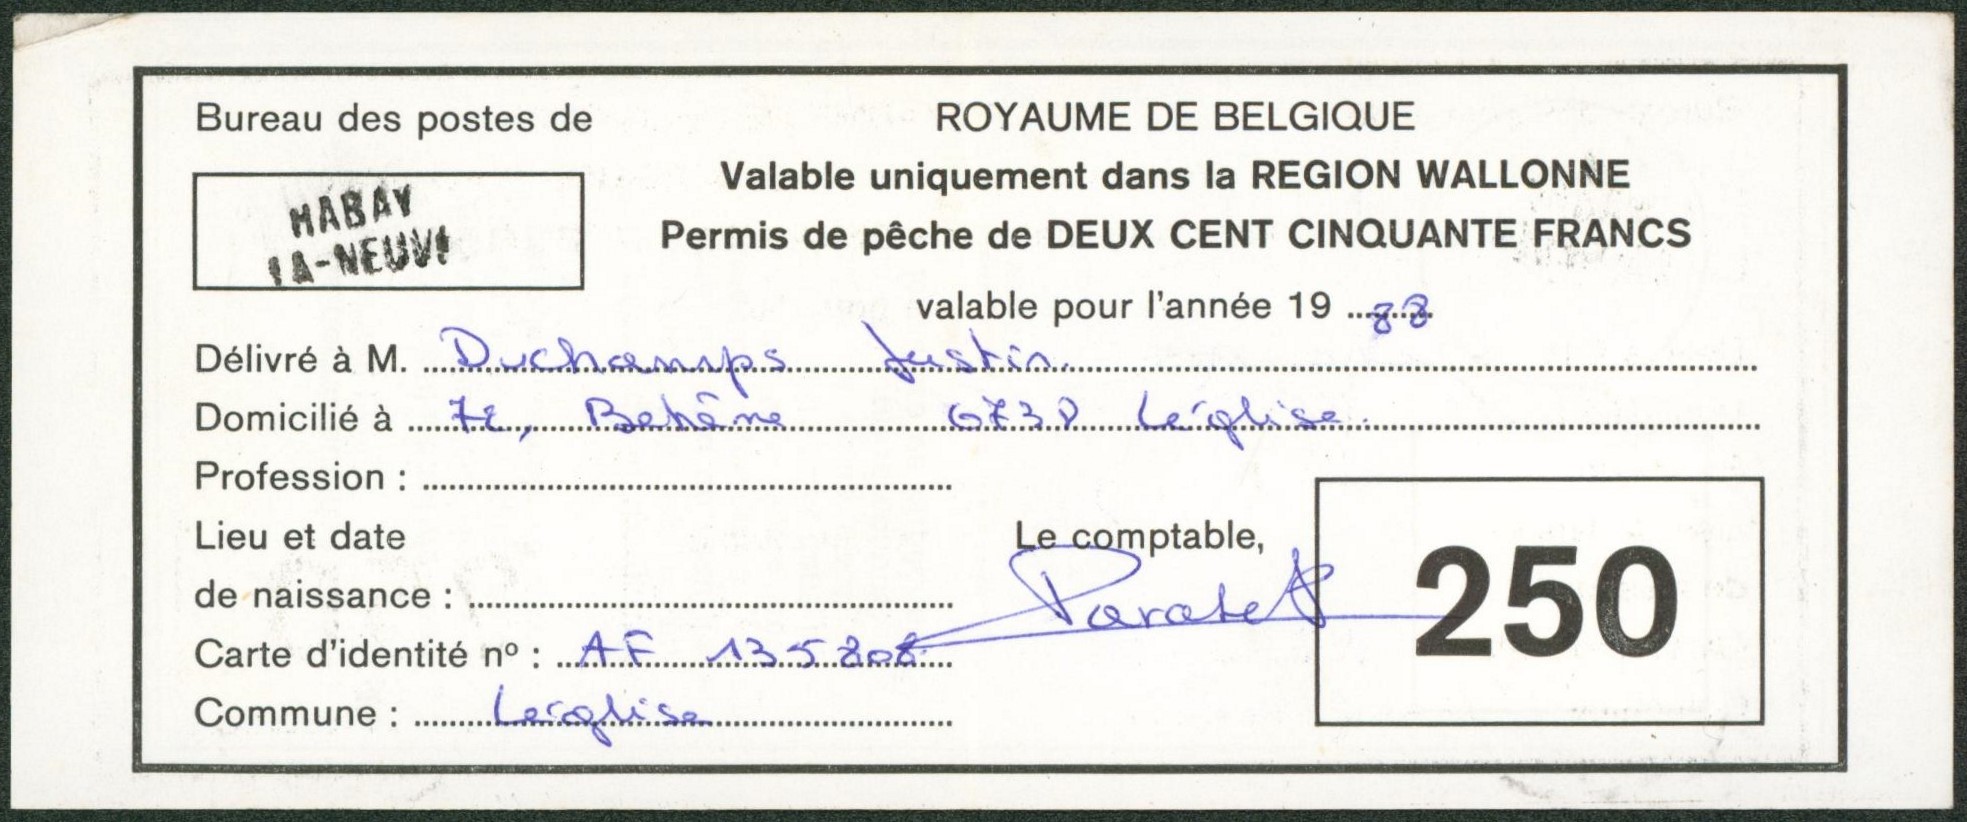 Bureau des postes de
HABAY
LA-NEUVE
ROYAUME DE BELGIQUE
Valable uniquement dans la REGION WALLONNE
Permis de pêche de DEUX CENT CINQUANTE FRANCS
valable pour l'année 19 88
Délivré à M. Duchamps Justin.
Domicilié à 72, Behême 6738 Léglise.
Profession :
Lieu et date
de naissance :
Le comptable,
250
Carte d'identité nº : AF 135808
Commune : Léglise